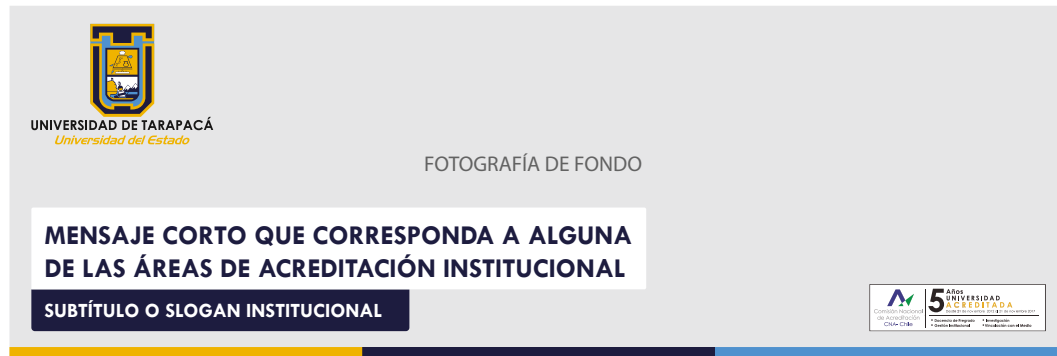 UNIVERSIDAD DE TARAPACÁ
Universidad del Estado
FOTOGRAFÍA DE FONDO
MENSAJE CORTO QUE CORRESPONDA A ALGUNA
DE LAS ÁREAS DE ACREDITACIÓN INSTITUCIONAL
SUBTÍTULO O SLOGAN INSTITUCIONAL
Comisión Nacional
de Acreditación
CNA- Chile
5 Años
UNIVERSIDAD
ACREDITADA
• Docencia de Pregrado • Investigación
• Gestión Institucional • Vinculación con el Medio